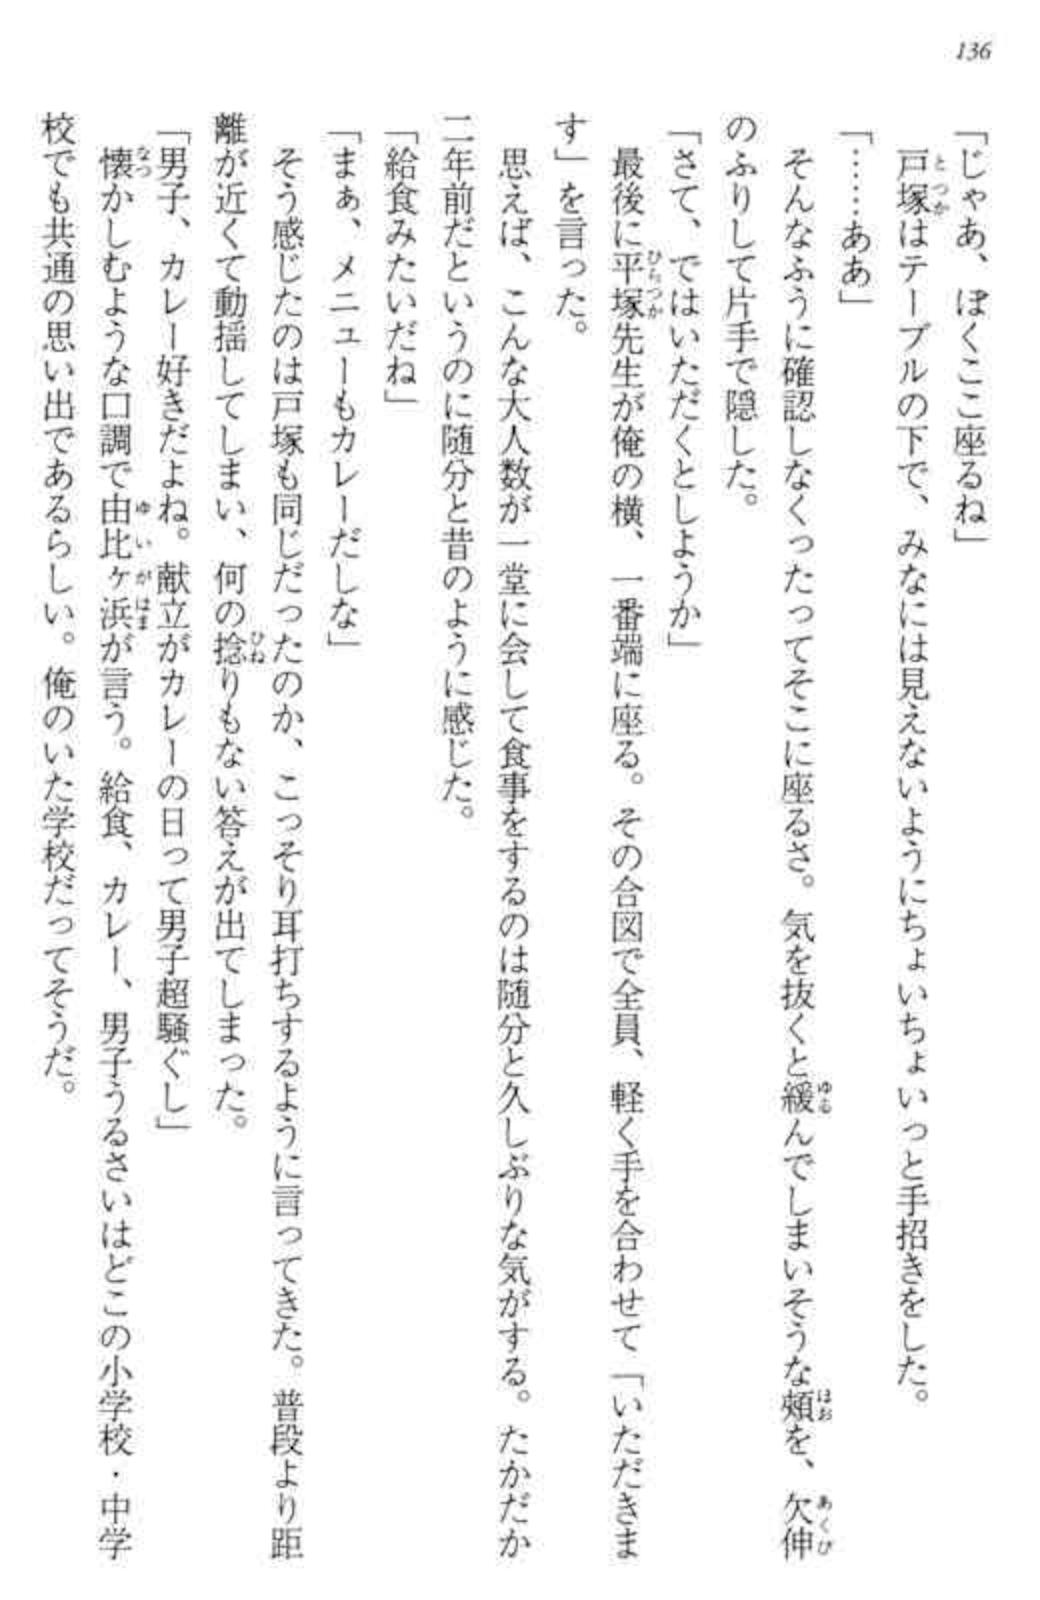 136
「じゃあ、ぼくここ座るね」
戸塚はテーブルの下で、みなには見えないようにちょいちょいっと手招きをした。
「……ああ」
そんなふうに確認しなくったってそこに座るさ。気を抜くと緩んでしまいそうな頰を、欠伸
のふりして片手で隠した。
「さて、ではいただくとしようか」
最後に平塚先生が俺の横、一番端に座る。その合図で全員、軽く手を合わせて「いただきま
す」を言った。
思えば、こんな大人数が一堂に会して食事をするのは随分と久しぶりな気がする。たかだか
二年前だというのに随分と昔のように感じた。
「給食みたいだね」
「まぁ、メニューもカレーだしな」
そう感じたのは戸塚も同じだったのか、こっそり耳打ちするように言ってきた。普段より距
離が近くて動揺してしまい、何の捻りもない答えが出てしまった。
「男子、カレー好きだよね。献立がカレーの日って男子超騒ぐし」
懐かしむような口調で由比ヶ浜が言う。給食、カレー、男子うるさいはどこの小学校・中学
校でも共通の思い出であるらしい。俺のいた学校だってそうだ。